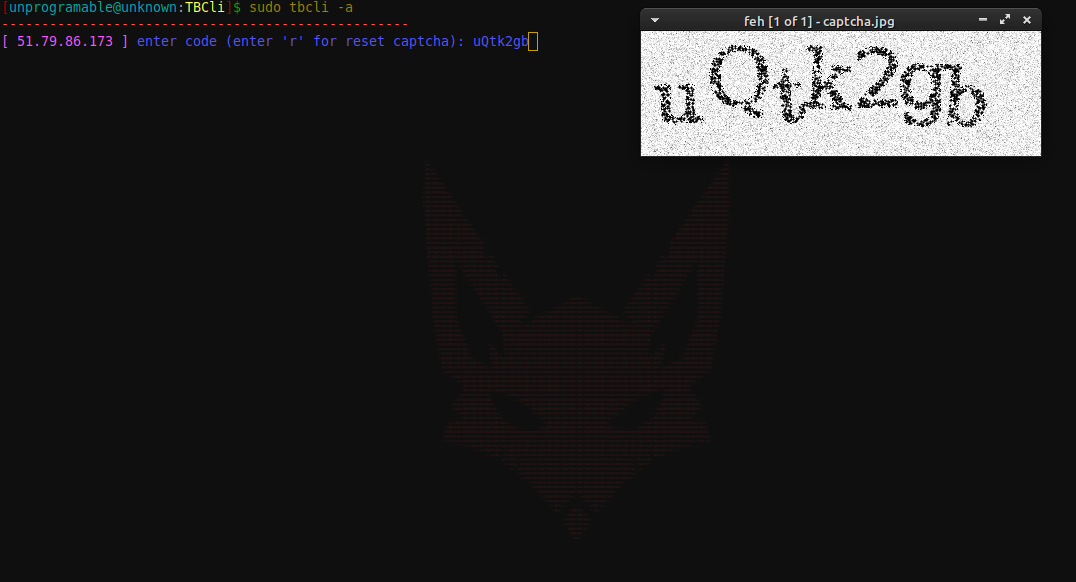 [unprogramable@unknown:TBCli]$ sudo tbcli -a
---------------------------------------------------
[ 51.79.86.173 ] enter code (enter 'r' for reset captcha): uQtk2gb
feh [1 of 1] - captcha.jpg
uQtk2gb